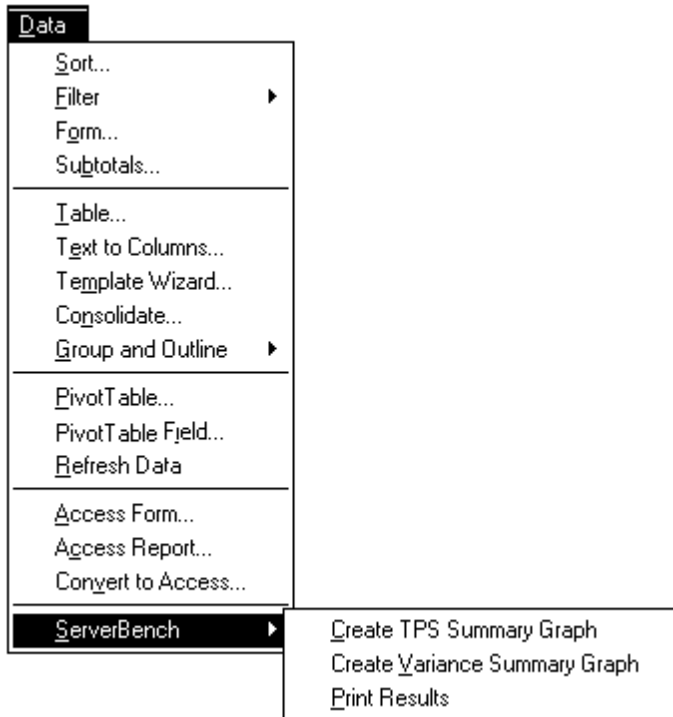 Data
Sort...
Filter
Form...
Subtotals...
Table...
Text to Columns...
Template Wizard...
Consolidate...
Group and Outline
PivotTable...
PivotTable Field...
Refresh Data
Access Form...
Access Report...
Convert to Access...
ServerBench
Create TPS Summary Graph
Create Variance Summary Graph
Print Results